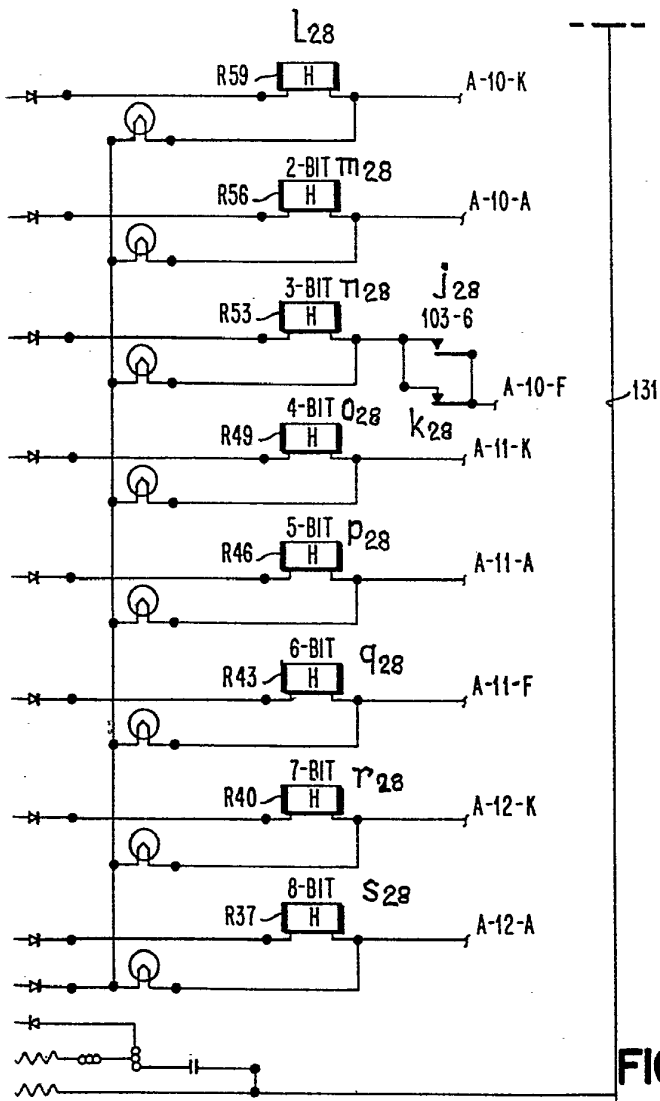 L28
R59 H A-10-K
2-BIT m28
R56 H A-10-A
3-BIT n28 j28
R53 H 103-6
A-10-F
131
4-BIT o28 k28
R49 H A-11-K
5-BIT p28
R46 H A-11-A
6-BIT q28
R43 H A-11-F
7-BIT r28
R40 H A-12-K
8-BIT s28
R37 H A-12-A
FIG